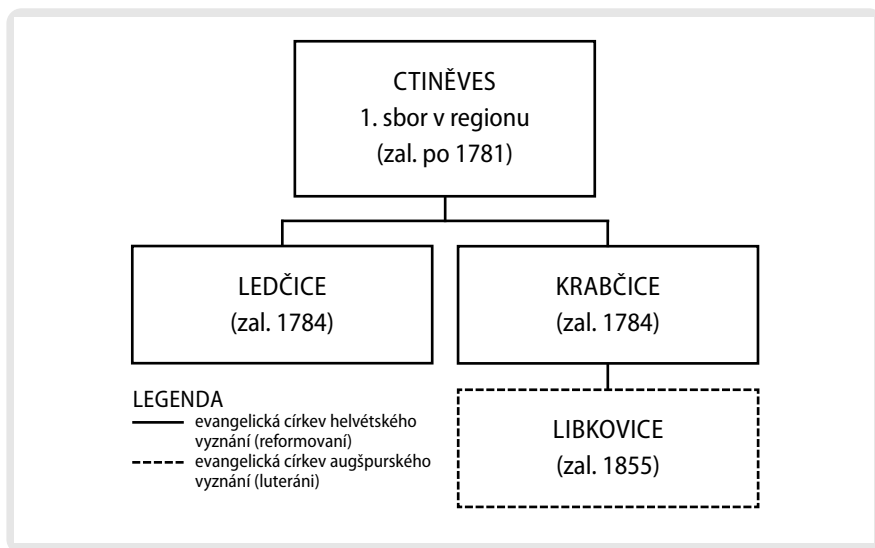 CTINĚVES
1. sbor v regionu
(zal. po 1781)
LEDČICE
(zal. 1784)
KRABČICE
(zal. 1784)
LEGENDA
evangelická církev helvétského
vyznání (reformovaní)
evangelická církev augšpurského
vyznání (luteráni)
LIBKOVICE
(zal. 1855)